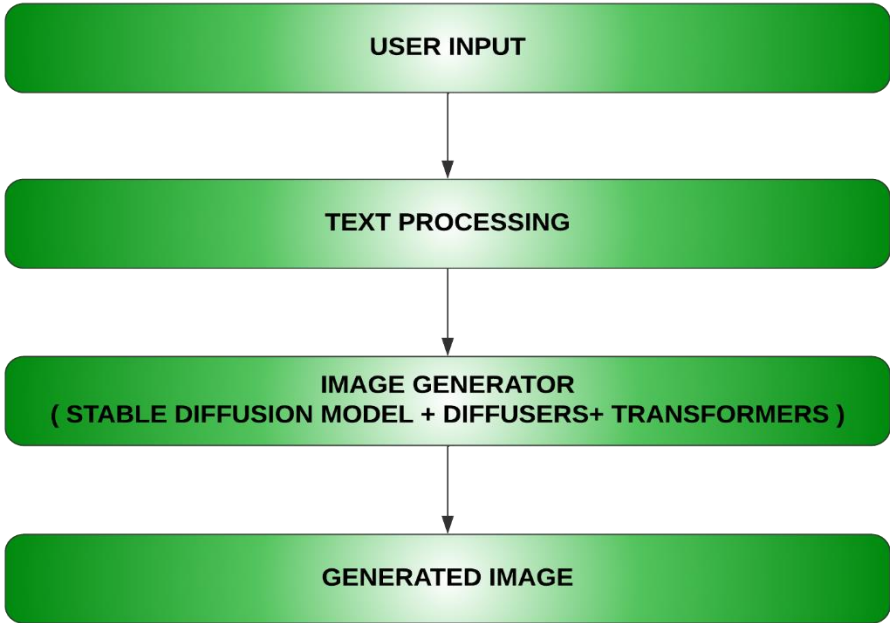 USER INPUT
TEXT PROCESSING
IMAGE GENERATOR
( STABLE DIFFUSION MODEL + DIFFUSERS+ TRANSFORMERS )
GENERATED IMAGE